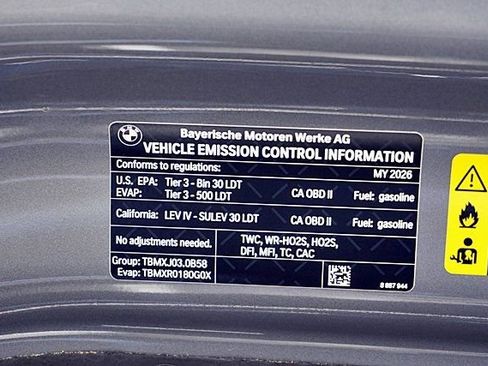 BMW
Bayerische Motoren Werke AG
VEHICLE EMISSION CONTROL INFORMATION
Conforms to regulations: MY 2026
U.S. EPA: Tier 3 - Bin 30 LDT CA OBD II Fuel: gasoline
EVAP: Tier 3 - 500 LDT
California: LEV IV - SULEV 30 LDT CA OBD II Fuel: gasoline
No adjustments needed. TWC, WR-HO2S, HO2S,
DFI, MFI, TC, CAC
Group: TBMXJ03.0B58
Evap: TBMXR0180G0X
8 987 944